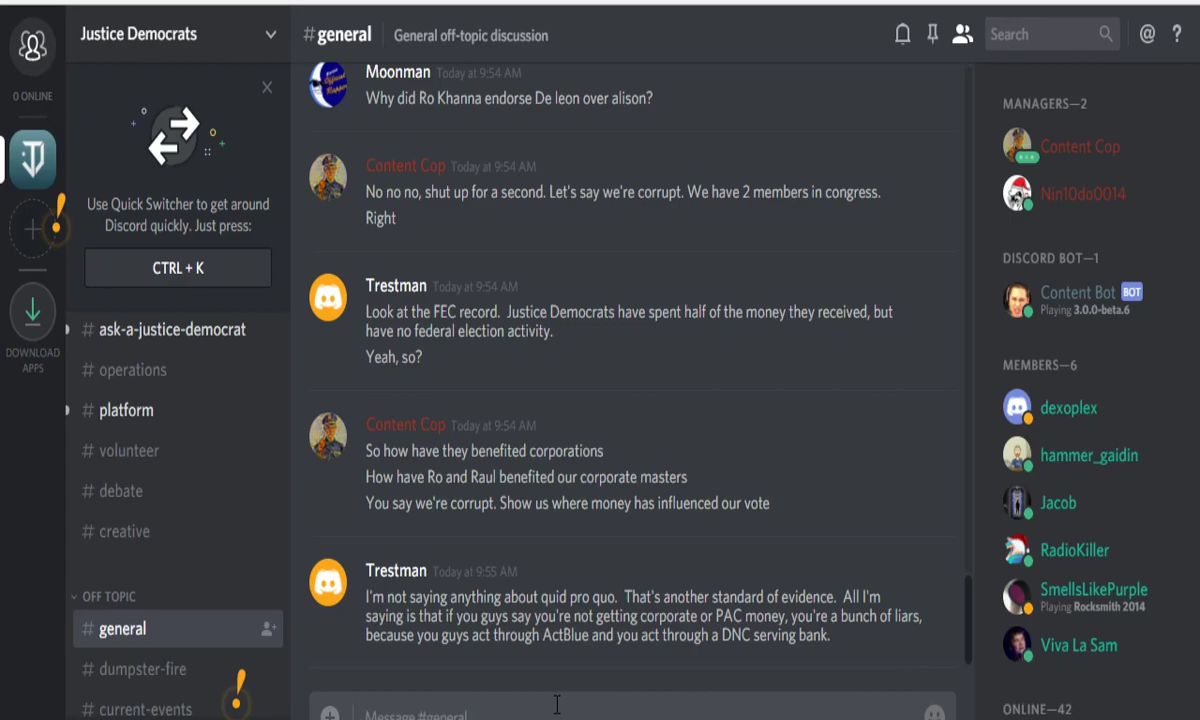 0 ONLINE
DOWNLOAD
APPS
Justice Democrats
Use Quick Switcher to get around
Discord quickly. Just press:
CTRL + K
# ask-a-justice-democrat
# operations
# platform
# volunteer
# debate
# creative
OFF TOPIC
# general
# dumpster-fire
# current-events
# general General off-topic discussion
Search
@ ?
Moonman Today at 9:54 AM
Why did Ro Khanna endorse De leon over alison?
Content Cop Today at 9:54 AM
No no no, shut up for a second. Let's say we're corrupt. We have 2 members in congress.
Right
Trestman Today at 9:54 AM
Look at the FEC record. Justice Democrats have spent half of the money they received, but
have no federal election activity.
Yeah, so?
Content Cop Today at 9:54 AM
So how have they benefited corporations
How have Ro and Raul benefited our corporate masters
You say we're corrupt. Show us where money has influenced our vote
Trestman Today at 9:55 AM
I'm not saying anything about quid pro quo. That's another standard of evidence. All I'm
saying is that if you guys say you're not getting corporate or PAC money, you're a bunch of liars,
because you guys act through ActBlue and you act through a DNC serving bank.
Message #general
MANAGERS—2
Content Cop
Nin10do0014
DISCORD BOT—1
Content Bot BOT
Playing 3.0.0-beta.6
MEMBERS—6
dexoplex
hammer_gaidin
Jacob
RadioKiller
SmellsLikePurple
Playing Rocksmith 2014
Viva La Sam
ONLINE—42